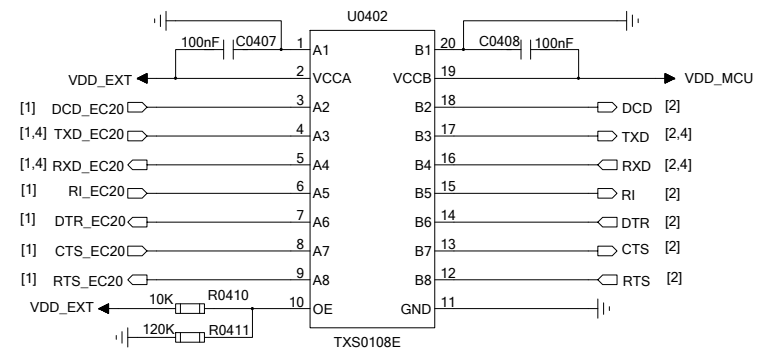 U0402
100nF C0407 1 A1 B1 20 C0408 100nF
VDD_EXT 2 VCCA VCCB 19 VDD_MCU
[1] DCD_EC20 3 A2 B2 18 DCD [2]
[1,4] TXD_EC20 4 A3 B3 17 TXD [2,4]
[1,4] RXD_EC20 5 A4 B4 16 RXD [2,4]
[1] RI_EC20 6 A5 B5 15 RI [2]
[1] DTR_EC20 7 A6 B6 14 DTR [2]
[1] CTS_EC20 8 A7 B7 13 CTS [2]
[1] RTS_EC20 9 A8 B8 12 RTS [2]
VDD_EXT 10K R0410 10 OE GND 11
120K R0411
TXS0108E